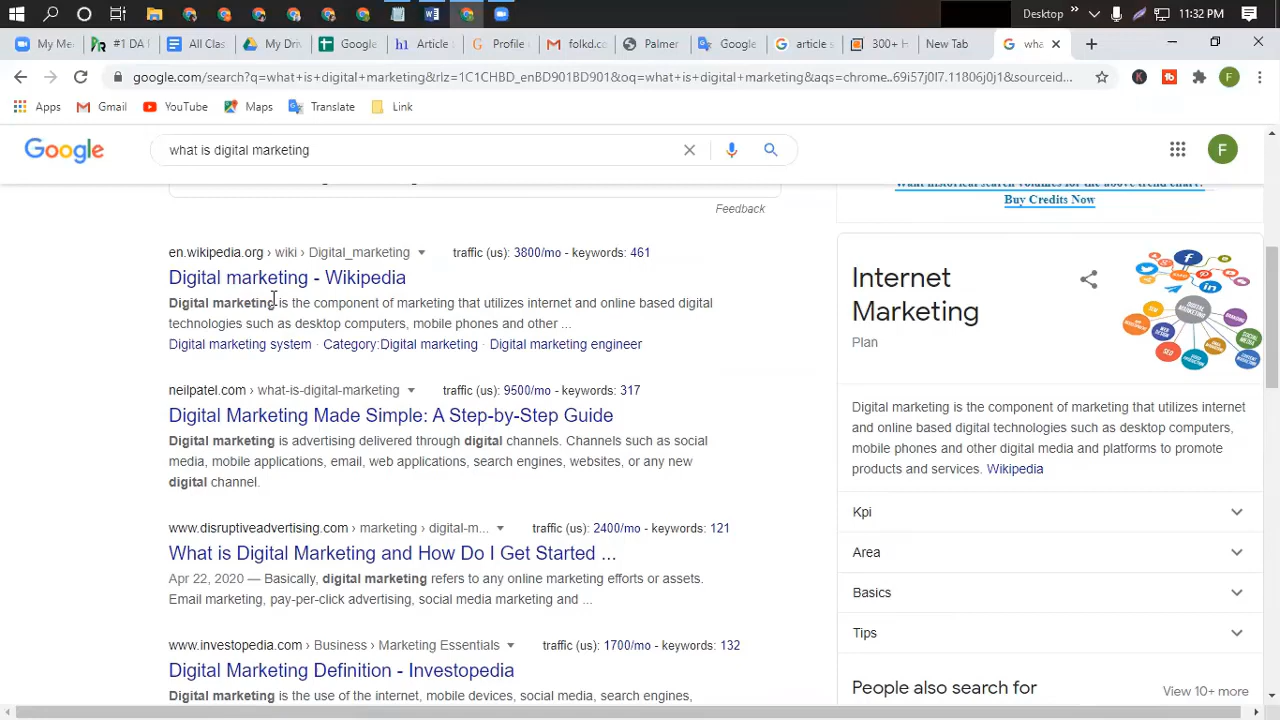 Desktop
11:32 PM
My Me
#1 DA
All Clas
My Driv
Google
Article
Profile
folkd.c
Palmer
Google
article s
300+ H
New Tab
wha
google.com/search?q=what+is+digital+marketing&rlz=1C1CHBD_enBD901BD901&oq=what+is+digital+marketing&aqs=chrome..69i57j0l7.11806j0j1&sourceid...
Apps
Gmail
YouTube
Maps
Translate
Link
Google
what is digital marketing
F
Feedback
en.wikipedia.org › wiki › Digital_marketing
traffic (us): 3800/mo - keywords: 461
Digital marketing - Wikipedia
Digital marketing is the component of marketing that utilizes internet and online based digital
technologies such as desktop computers, mobile phones and other ...
Digital marketing system · Category:Digital marketing · Digital marketing engineer
neilpatel.com › what-is-digital-marketing
traffic (us): 9500/mo - keywords: 317
Digital Marketing Made Simple: A Step-by-Step Guide
Digital marketing is advertising delivered through digital channels. Channels such as social
media, mobile applications, email, web applications, search engines, websites, or any new
digital channel.
www.disruptiveadvertising.com › marketing › digital-m...
traffic (us): 2400/mo - keywords: 121
What is Digital Marketing and How Do I Get Started ...
Apr 22, 2020 — Basically, digital marketing refers to any online marketing efforts or assets.
Email marketing, pay-per-click advertising, social media marketing and ...
www.investopedia.com › Business › Marketing Essentials
traffic (us): 1700/mo - keywords: 132
Digital Marketing Definition - Investopedia
Digital marketing is the use of the internet, mobile devices, social media, search engines,
Want historical search volumes for the above trend chart?
Buy Credits Now
Internet
Marketing
Plan
Digital marketing is the component of marketing that utilizes internet
and online based digital technologies such as desktop computers,
mobile phones and other digital media and platforms to promote
products and services. Wikipedia
Kpi
Area
Basics
Tips
People also search for
View 10+ more